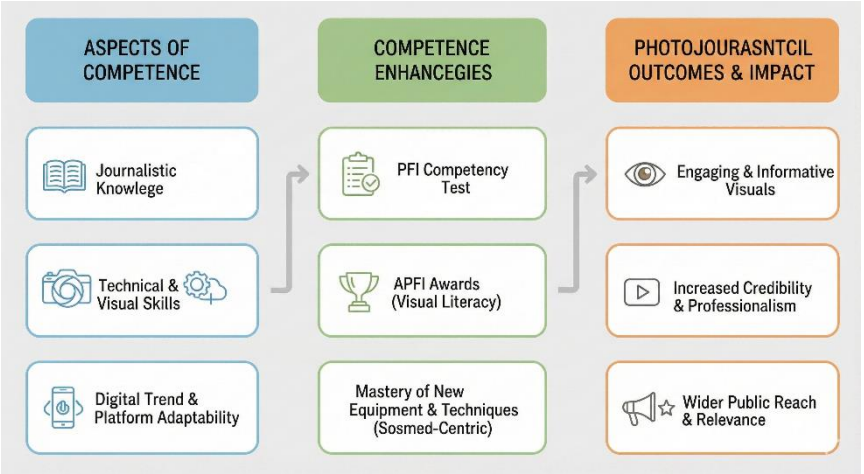 ASPECTS OF
COMPETENCE
Journalistic
Knowlege
Technical &
Visual Skills
Digital Trend &
Platform Adaptability
COMPETENCE
ENHANCEGIES
PFI Competency
Test
APFI Awards
(Visual Literacy)
Mastery of New
Equipment & Techniques
(Sosmed-Centric)
PHOTOJOURASNTCIL
OUTCOMES & IMPACT
Engaging & Informative
Visuals
Increased Credibility
& Professionalism
Wider Public Reach
& Relevance